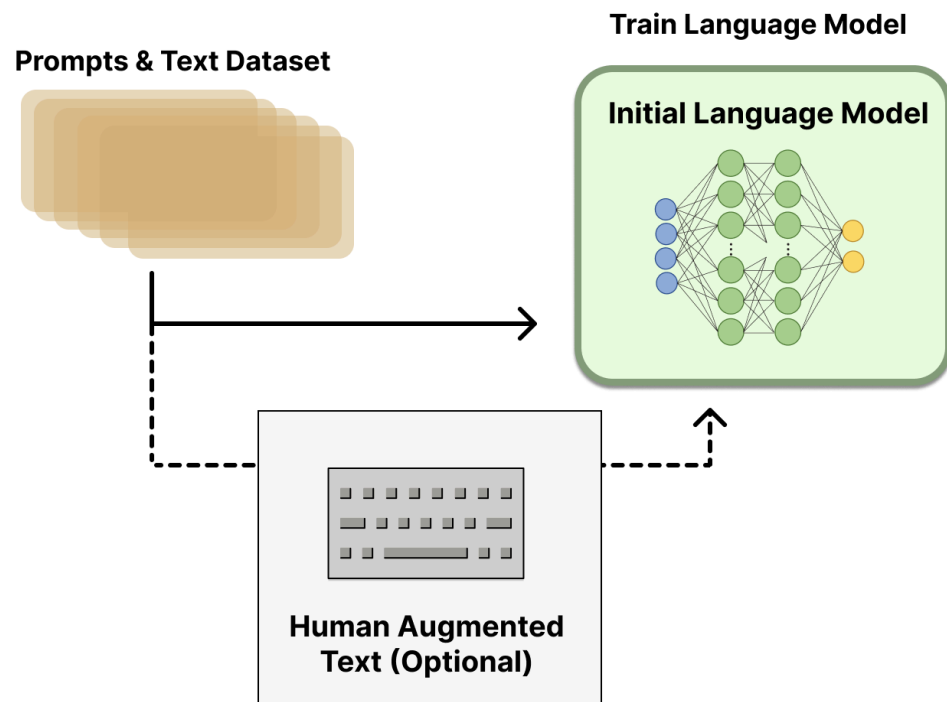 Train Language Model
Prompts & Text Dataset
Initial Language Model
Human Augmented
Text (Optional)